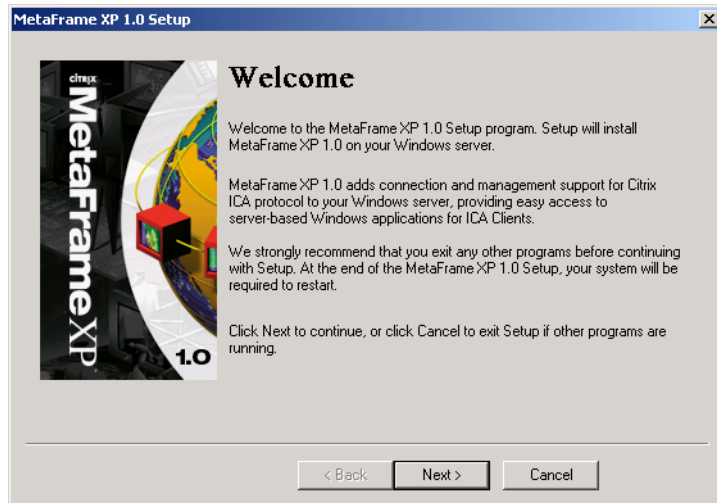 MetaFrame XP 1.0 Setup
CITRIX
MetaFrame XP
1.0
Welcome
Welcome to the MetaFrame XP 1.0 Setup program. Setup will install
MetaFrame XP 1.0 on your Windows server.
MetaFrame XP 1.0 adds connection and management support for Citrix
ICA protocol to your Windows server, providing easy access to
server-based Windows applications for ICA Clients.
We strongly recommend that you exit any other programs before continuing
with Setup. At the end of the MetaFrame XP 1.0 Setup, your system will be
required to restart.
Click Next to continue, or click Cancel to exit Setup if other programs are
running.
< Back
Next >
Cancel